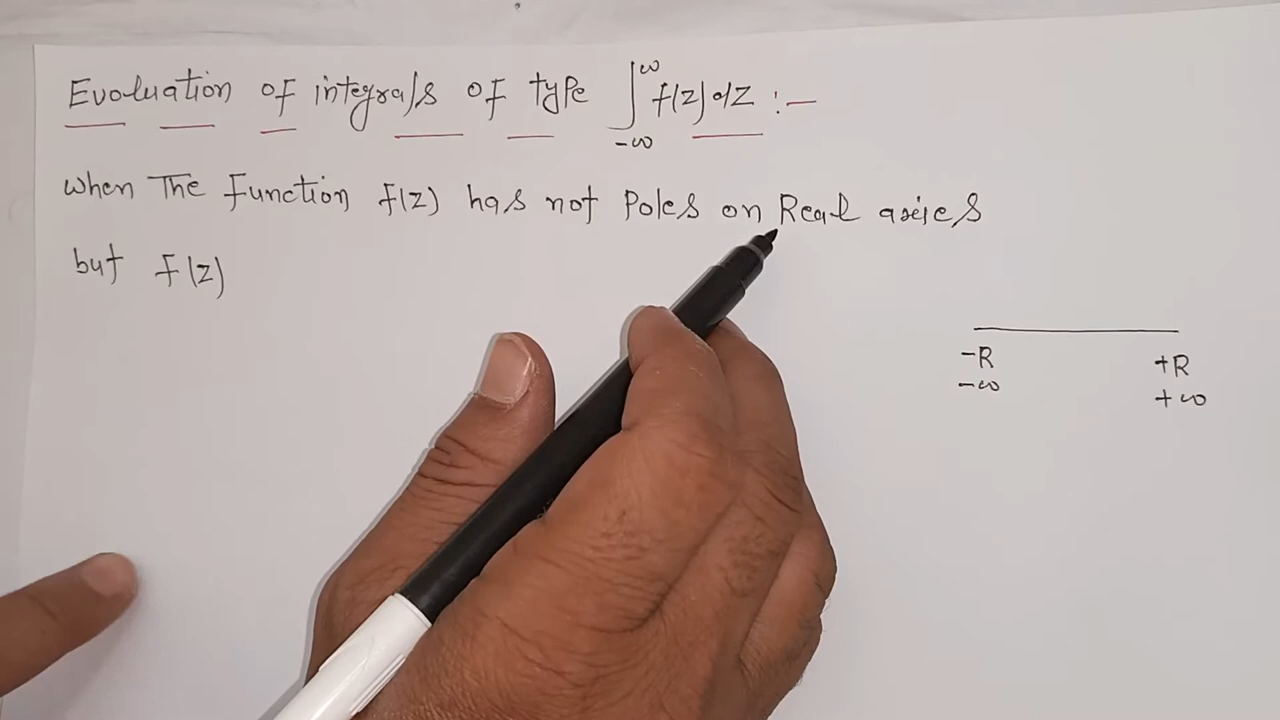 Evoluation of integrals of type ∫_{-∞}^{∞} f(z) dz :—
when The Function f(z) has not Poles on Real axies
but f(z)
-R +R
-∞ +∞